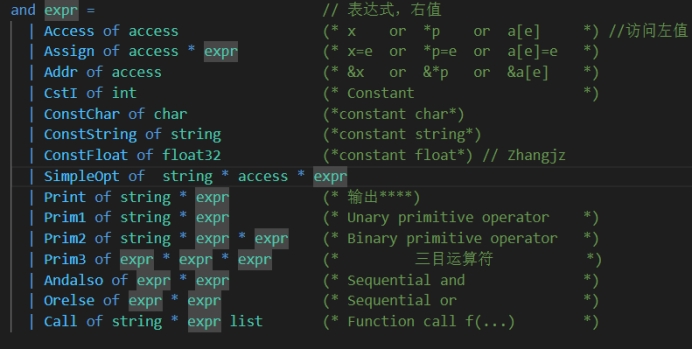 and expr = // 表达式，右值
| Access of access (* x or *p or a[e] *) //访问左值
| Assign of access * expr (* x=e or *p=e or a[e]=e *)
| Addr of access (* &x or &*p or &a[e] *)
| CstI of int (* Constant *)
| ConstChar of char (*constant char*)
| ConstString of string (*constant string*)
| ConstFloat of float32 (*constant float*) // Zhangjz
| SimpleOpt of string * access * expr
| Print of string * expr (* 输出****)
| Prim1 of string * expr (* Unary primitive operator *)
| Prim2 of string * expr * expr (* Binary primitive operator *)
| Prim3 of expr * expr * expr (* 三目运算符 *)
| Andalso of expr * expr (* Sequential and *)
| Orelse of expr * expr (* Sequential or *)
| Call of string * expr list (* Function call f(...) *)